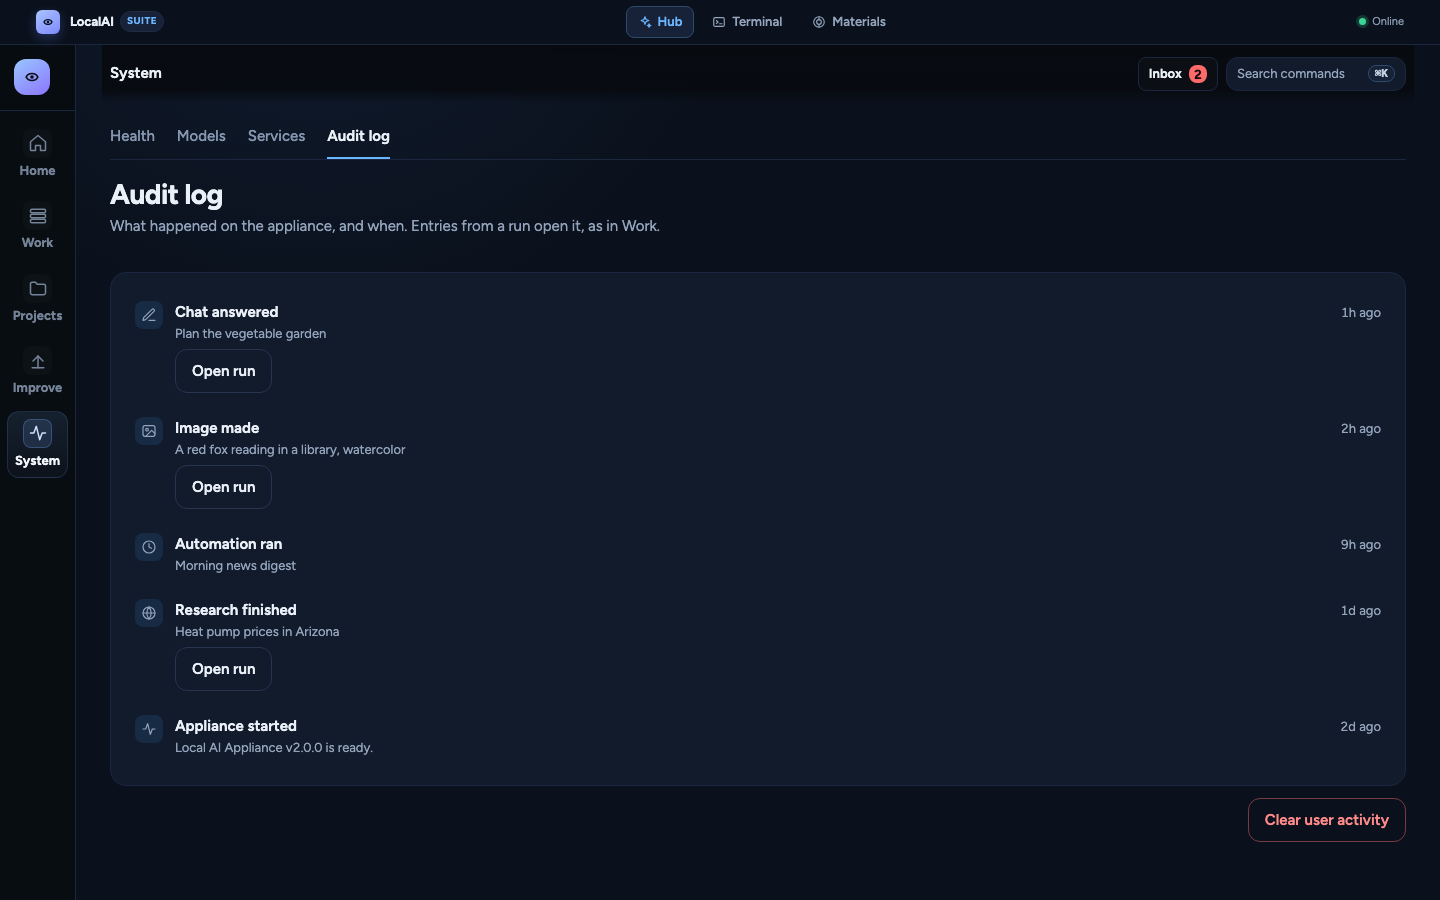 LocalAI SUITE
Hub
Terminal
Materials
Online
System
Inbox 2
Search commands ⌘K
Home
Work
Projects
Improve
System
Health
Models
Services
Audit log
Audit log
What happened on the appliance, and when. Entries from a run open it, as in Work.
Chat answered
1h ago
Plan the vegetable garden
Open run
Image made
2h ago
A red fox reading in a library, watercolor
Open run
Automation ran
9h ago
Morning news digest
Research finished
1d ago
Heat pump prices in Arizona
Open run
Appliance started
2d ago
Local AI Appliance v2.0.0 is ready.
Clear user activity